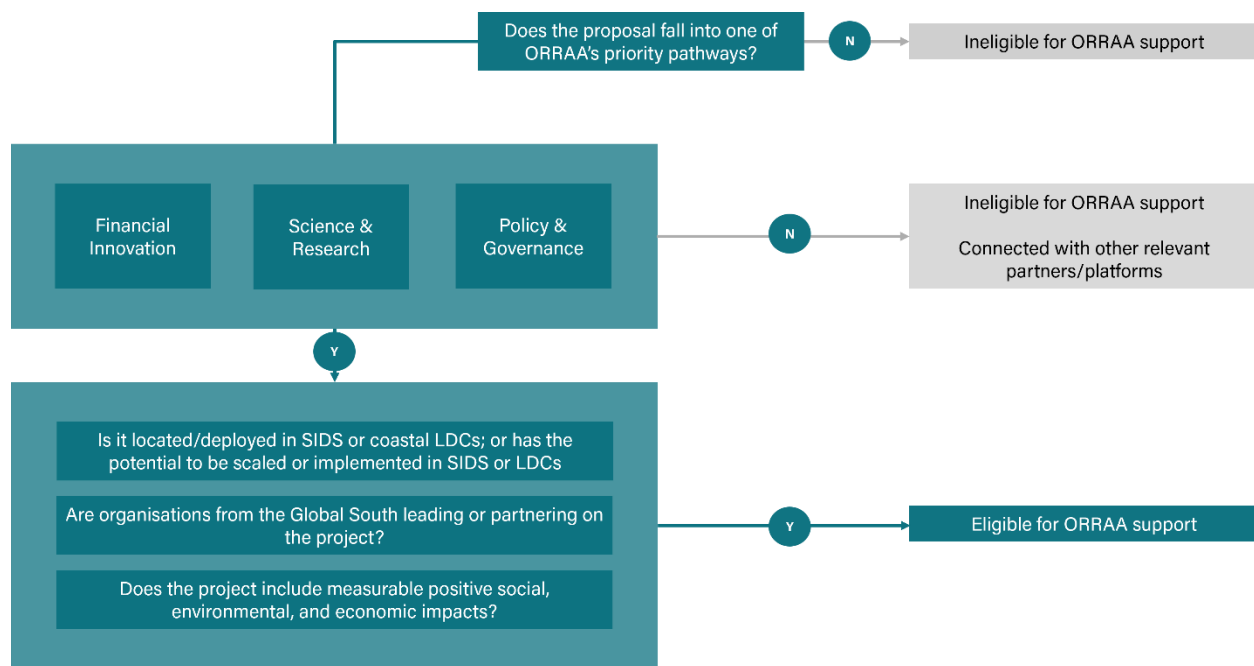 Does the proposal fall into one of
ORRAA's priority pathways?
N
Ineligible for ORRAA support
Financial
Innovation
Science &
Research
Policy &
Governance
N
Ineligible for ORRAA support
Connected with other relevant
partners/platforms
Y
Is it located/deployed in SIDS or coastal LDCs; or has the
potential to be scaled or implemented in SIDS or LDCs
Are organisations from the Global South leading or partnering on
the project?
Does the project include measurable positive social,
environmental, and economic impacts?
Y
Eligible for ORRAA support